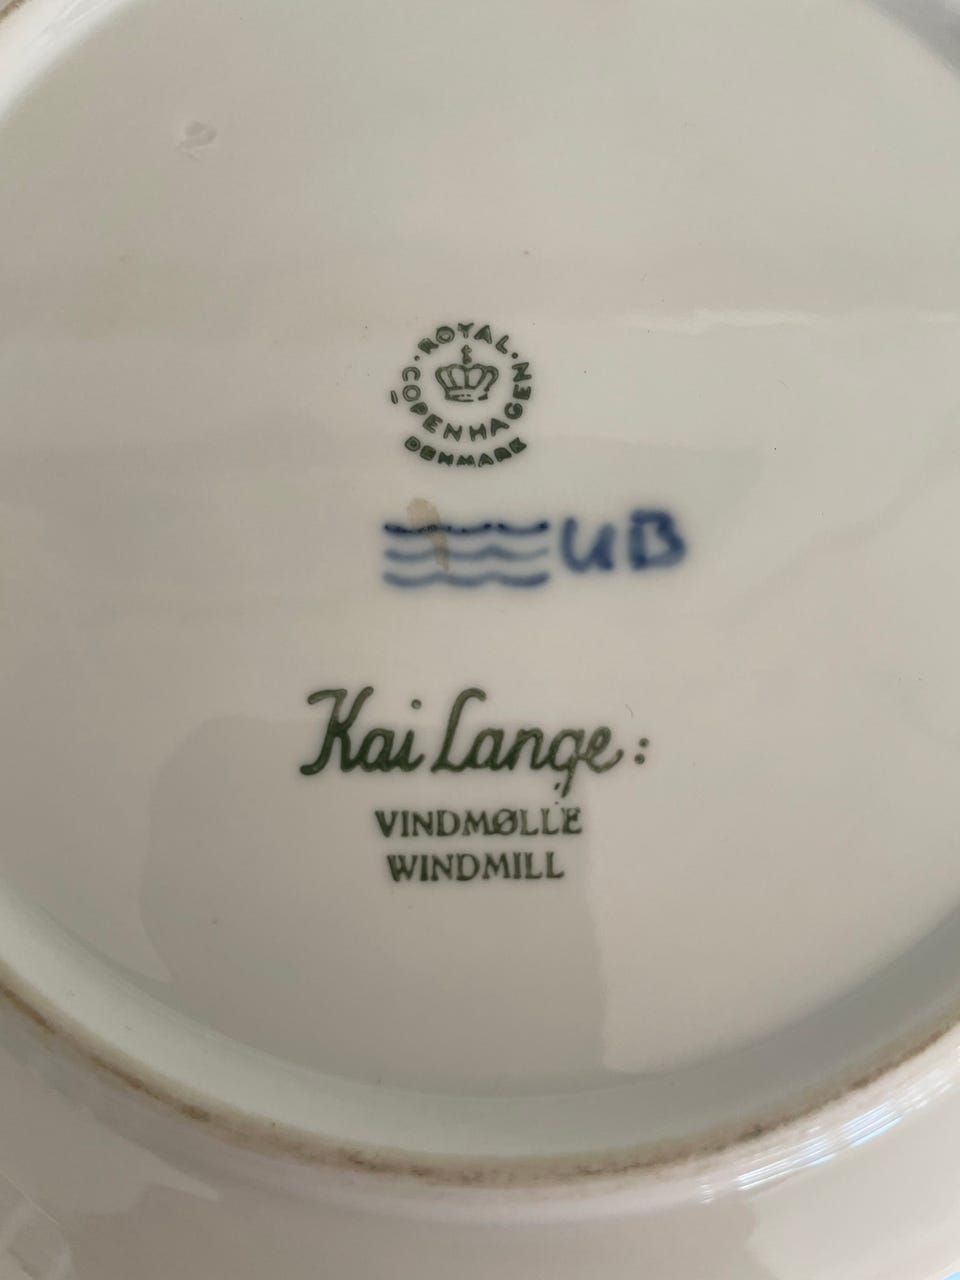 ROYAL
COPENHAGEN
DENMARK
UB
Kai Lange:
VINDMØLLE
WINDMILL